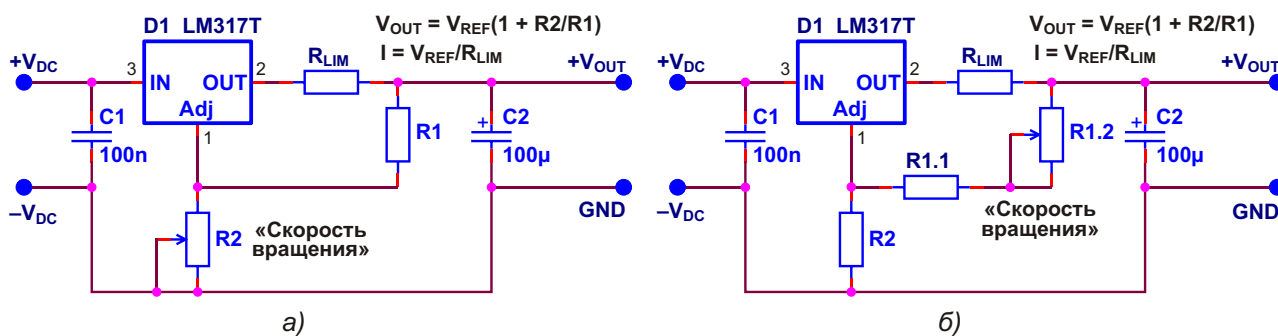 D1 LM317T
V_OUT = V_REF(1 + R2/R1)
I = V_REF/R_LIM
+V_DC
3
IN
OUT
2
R_LIM
+V_OUT
Adj
C1
100n
1
R1
+
C2
100µ
–V_DC
GND
R2
«Скорость
вращения»
а)
D1 LM317T
V_OUT = V_REF(1 + R2/R1)
I = V_REF/R_LIM
+V_DC
3
IN
OUT
2
R_LIM
+V_OUT
Adj
C1
100n
1
R1.1
R1.2
+
C2
100µ
–V_DC
GND
R2
«Скорость
вращения»
б)